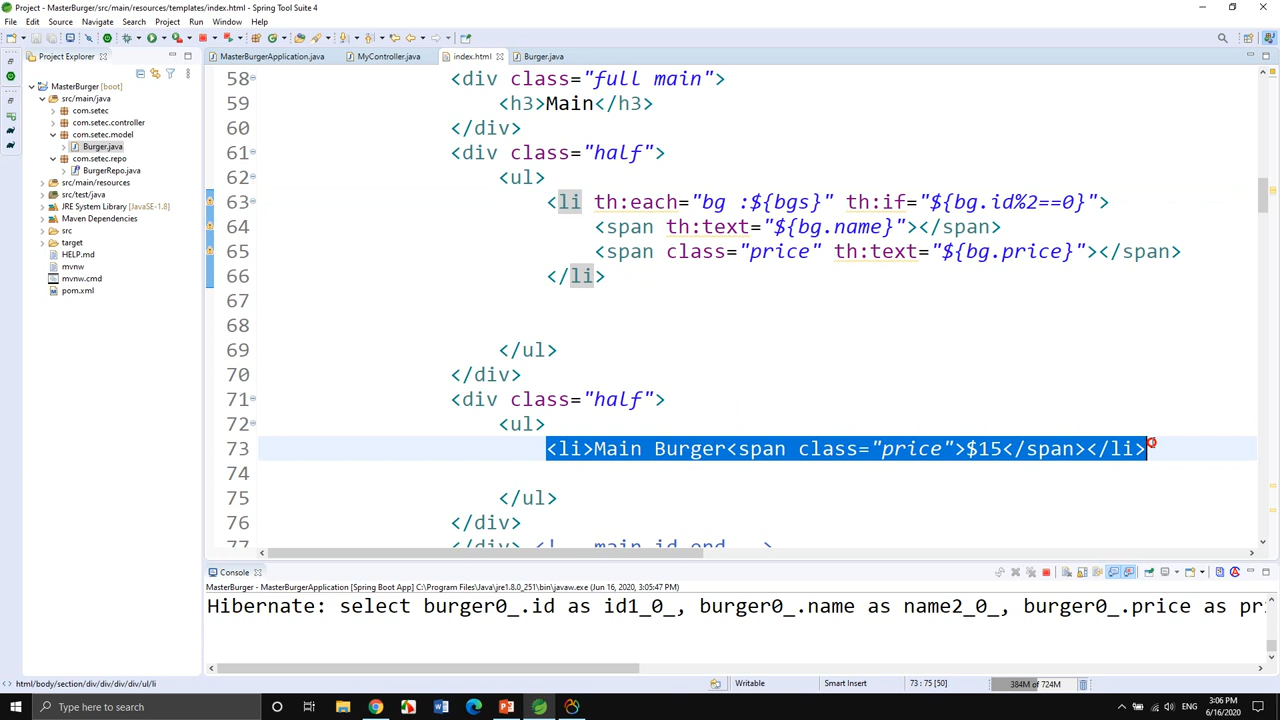 Project - MasterBurger/src/main/resources/templates/index.html - Spring Tool Suite 4
File Edit Source Navigate Search Project Run Window Help
Project Explorer
MasterBurgerApplication.java MyController.java index.html Burger.java
MasterBurger [boot]
src/main/java
com.setec
com.setec.controller
com.setec.model
Burger.java
com.setec.repo
BurgerRepo.java
src/main/resources
src/test/java
JRE System Library [JavaSE-1.8]
Maven Dependencies
src
target
HELP.md
mvnw
mvnw.cmd
pom.xml
58 <div class="full main">
59 <h3>Main</h3>
60 </div>
61 <div class="half">
62 <ul>
63 <li th:each="bg :${bgs}" th:if="${bg.id%2==0}">
64 <span th:text="${bg.name}"></span>
65 <span class="price" th:text="${bg.price}"></span>
66 </li>
67
68
69 </ul>
70 </div>
71 <div class="half">
72 <ul>
73 <li>Main Burger<span class="price">$15</span></li>
74
75 </ul>
76 </div>
77 </div> <!-- main id end -->
Console
MasterBurger - MasterBurgerApplication [Spring Boot App] C:\Program Files\Java\jre1.8.0_251\bin\javaw.exe (Jun 16, 2020, 3:05:47 PM)
Hibernate: select burger0_.id as id1_0_, burger0_.name as name2_0_, burger0_.price as pri
html/body/section/div/div/div/ul/li
Writable
Smart Insert
73 : 75 [50]
384M of 724M
Type here to search
3:06 PM
6/16/2020